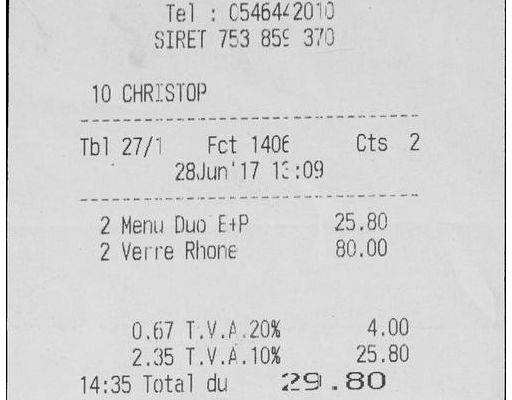 Tel : 0546442010
SIRET 753 859 370
10 CHRISTOP
Tbl 27/1 Fct 1406 Cts 2
28Jun'17 13:09
2 Menu Duo E+P 25.80
2 Verre Rhone 80.00
0.67 T.V.A.20% 4.00
2.35 T.V.A.10% 25.80
14:35 Total du 29.80